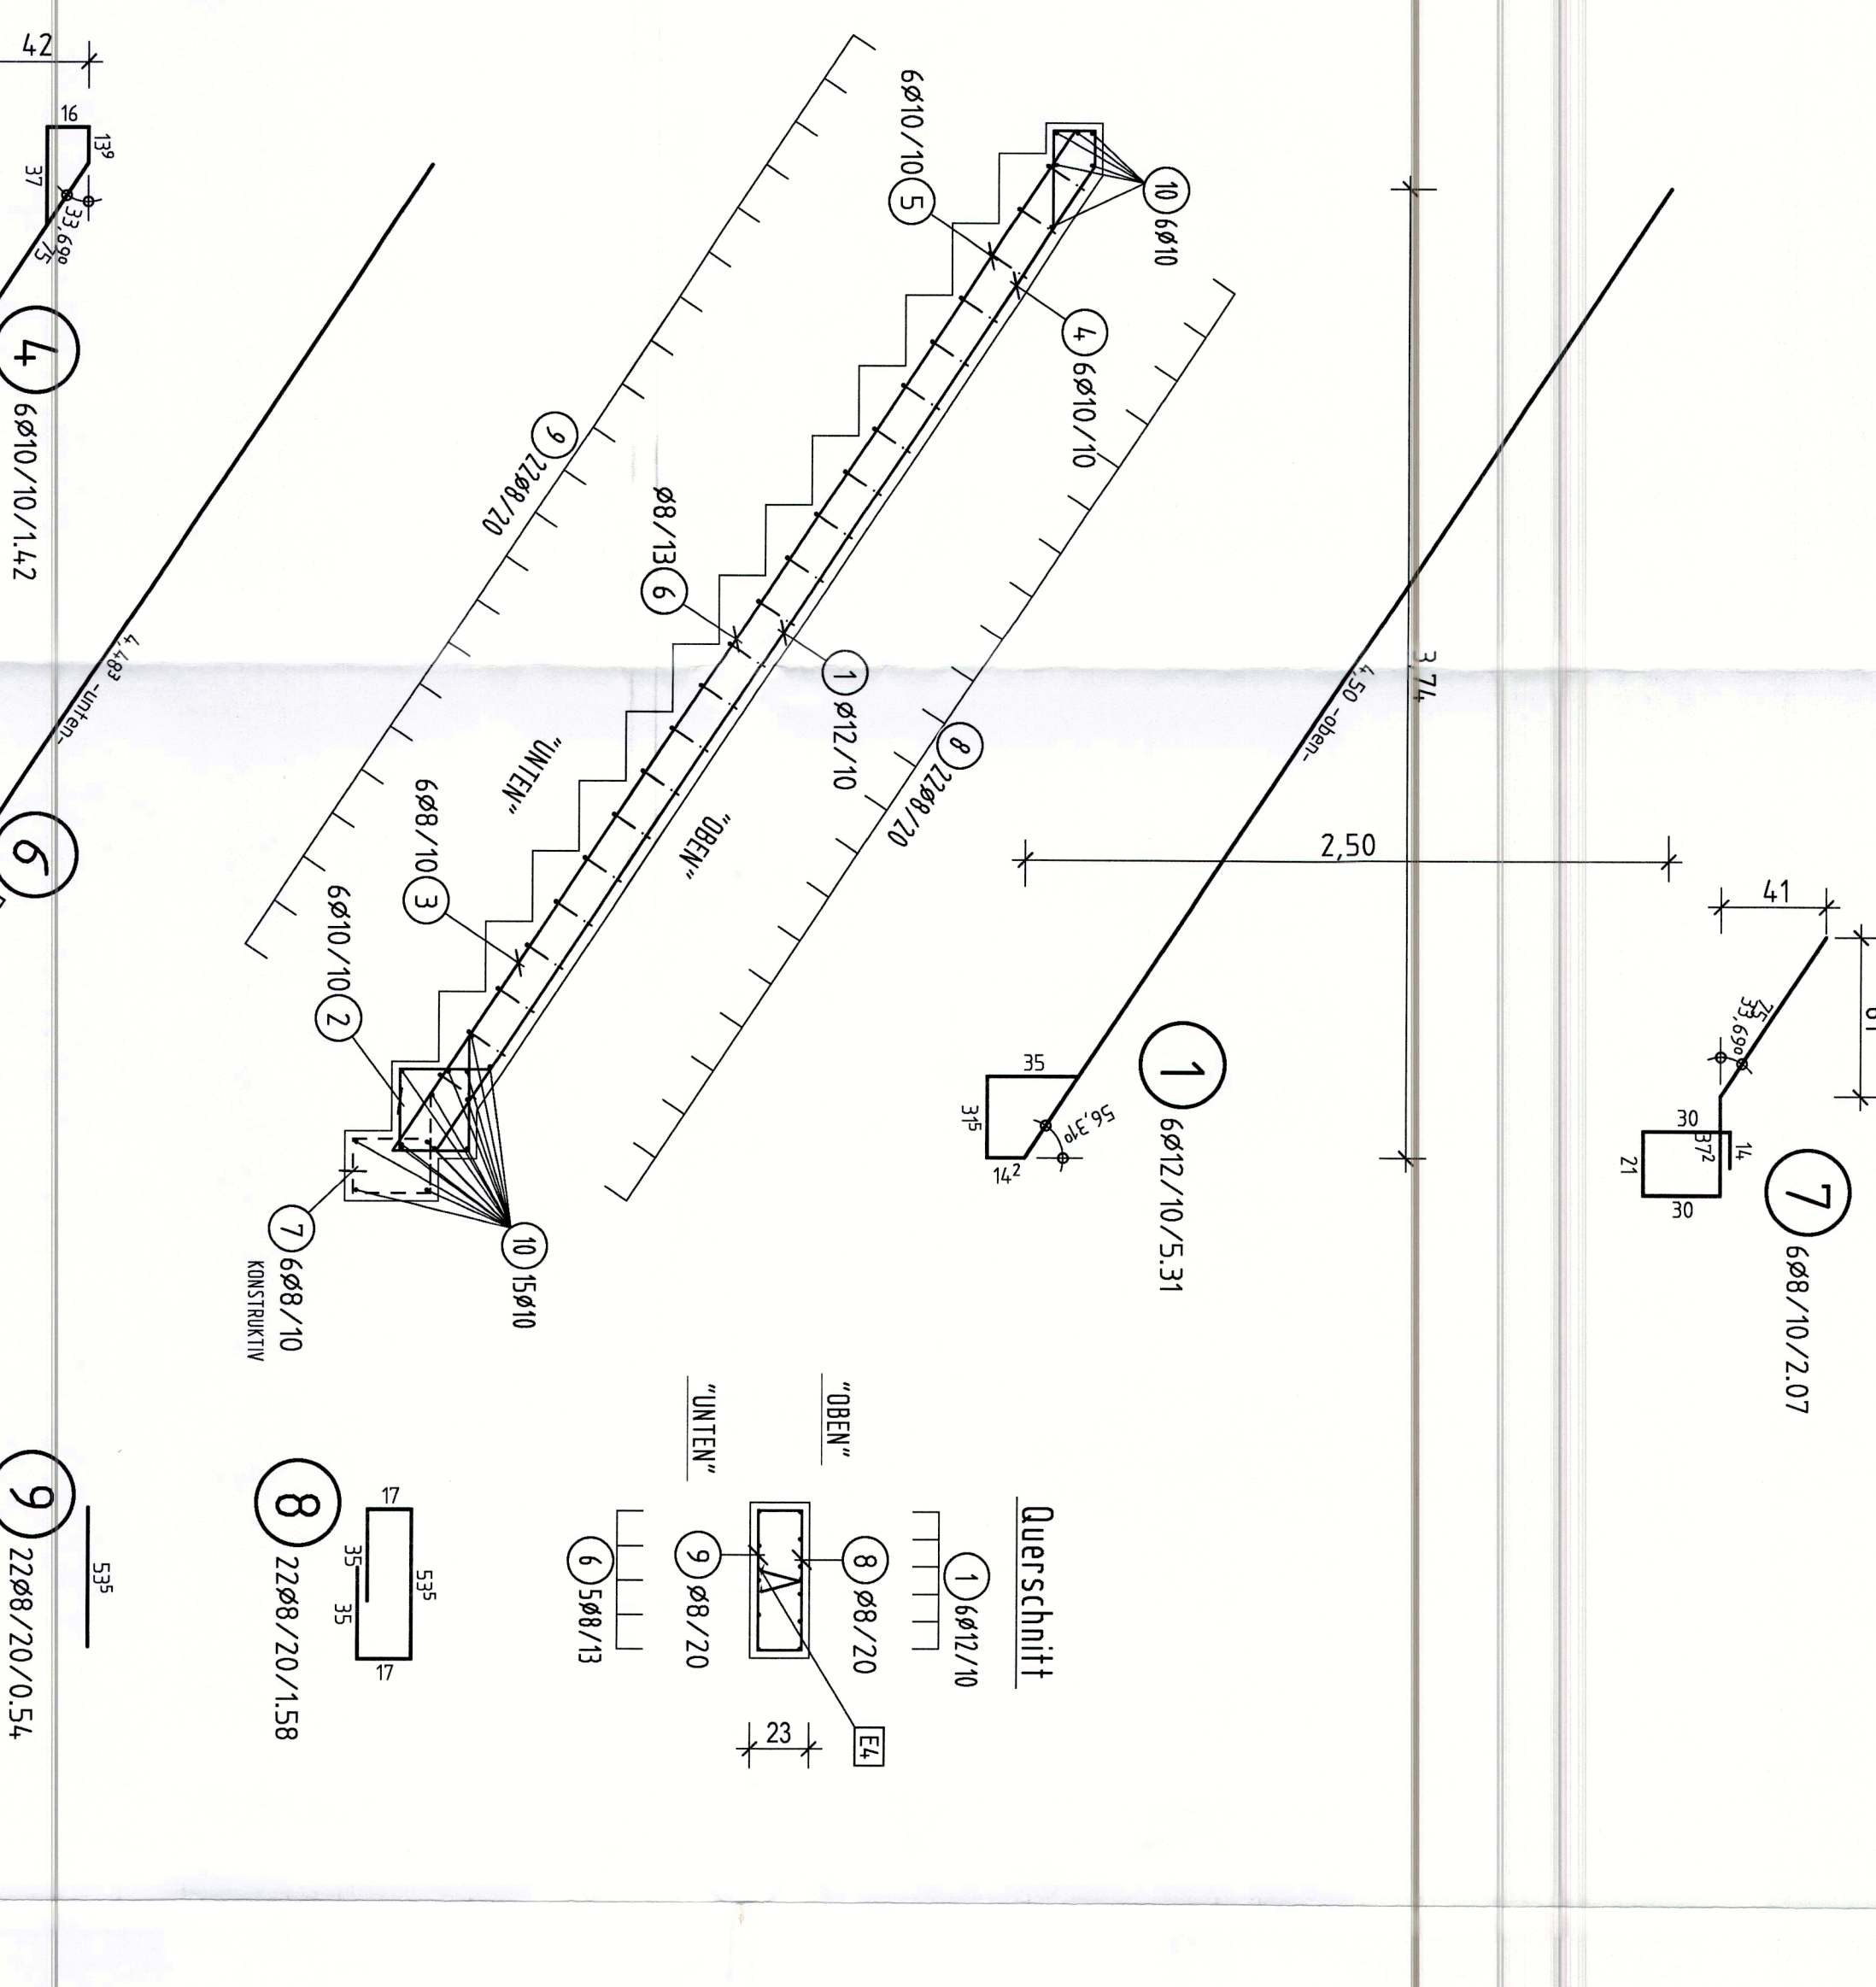 41
61
75
33,69°
30
37²
14
21
30
7
6Ø8/10/2.07
3,74
4,50 -oben-
2,50
1
6Ø12/10/5.31
35
31⁵
14²
56,31°
10 6Ø10
4 6Ø10/10
6Ø10/10 5
8 22Ø8/20
1 Ø12/10
Ø8/13 6
9 22Ø8/20
"OBEN"
"UNTEN"
6Ø8/10 3
6Ø10/10 2
10 15Ø10
7 6Ø8/10
KONSTRUKTIV
Querschnitt
1 6Ø12/10
"OBEN"
8 Ø8/20
"UNTEN"
9 Ø8/20
6 5Ø8/13
E4
23
8
22Ø8/20/1.58
17
53⁵
35
35
17
42
16
13⁹
37
33,69°
75
4
6Ø10/10/1.42
4,48³ -unten-
6
9
22Ø8/20/0.54
53⁵